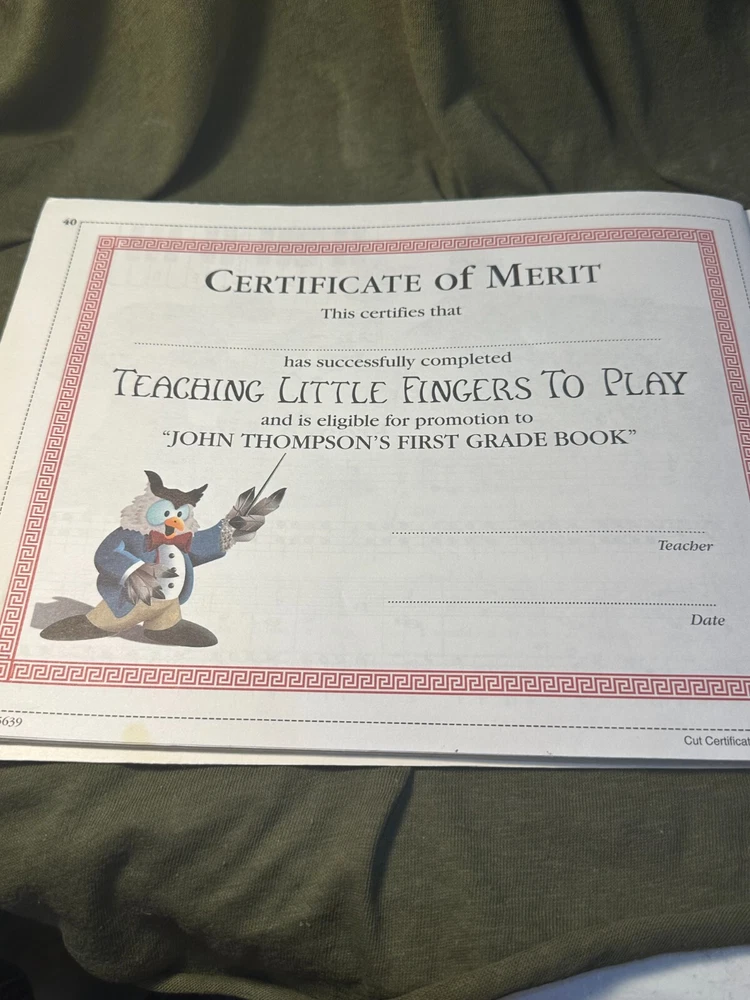 40
CERTIFICATE of MERIT
This certifies that
has successfully completed
TEACHING LITTLE FINGERS TO PLAY
and is eligible for promotion to
“JOHN THOMPSON’S FIRST GRADE BOOK”
Teacher
Date
5639
Cut Certificat